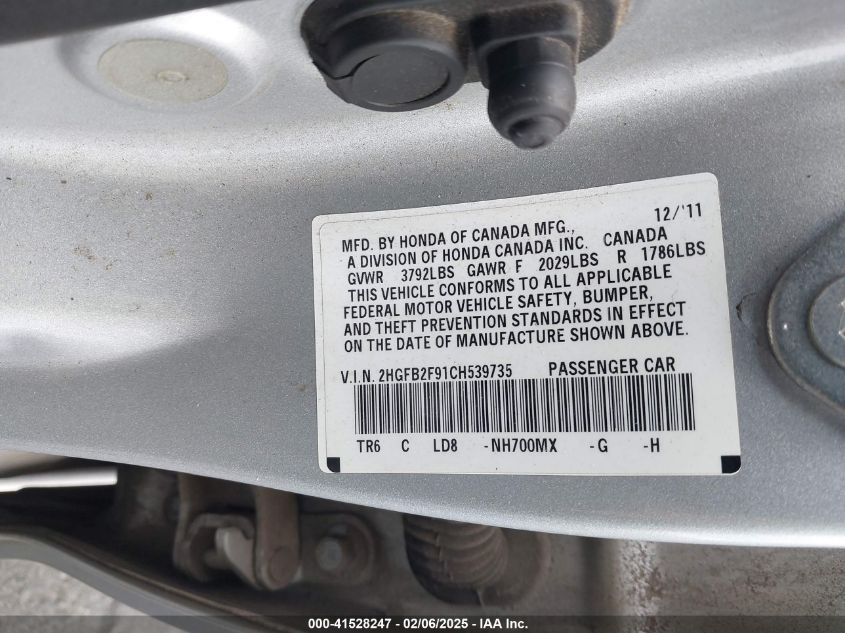 12/'11
MFD. BY HONDA OF CANADA MFG.,
A DIVISION OF HONDA CANADA INC. CANADA
GVWR 3792LBS GAWR F 2029LBS R 1786LBS
THIS VEHICLE CONFORMS TO ALL APPLICABLE
FEDERAL MOTOR VEHICLE SAFETY, BUMPER,
AND THEFT PREVENTION STANDARDS IN EFFECT
ON THE DATE OF MANUFACTURE SHOWN ABOVE.
V.I.N. 2HGFB2F91CH539735 PASSENGER CAR
TR6 C LD8 -NH700MX -G -H
000-41528247 - 02/06/2025 - IAA Inc.